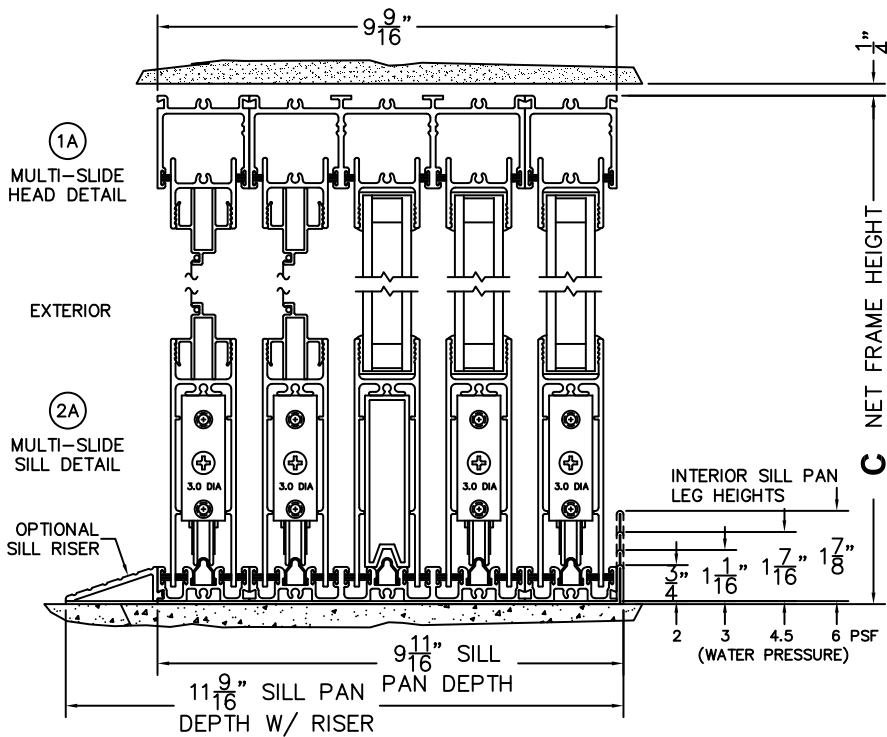 9 9/16"
1/4"
1A
MULTI-SLIDE
HEAD DETAIL
EXTERIOR
NET FRAME HEIGHT
C
2A
MULTI-SLIDE
SILL DETAIL
3.0 DIA
3.0 DIA
3.0 DIA
3.0 DIA
INTERIOR SILL PAN
LEG HEIGHTS
OPTIONAL
SILL RISER
3/4"
1 1/16"
1 7/16"
1 7/8"
2
3
4.5
6 PSF
(WATER PRESSURE)
9 11/16" SILL
PAN DEPTH
11 9/16" SILL PAN
DEPTH W/ RISER